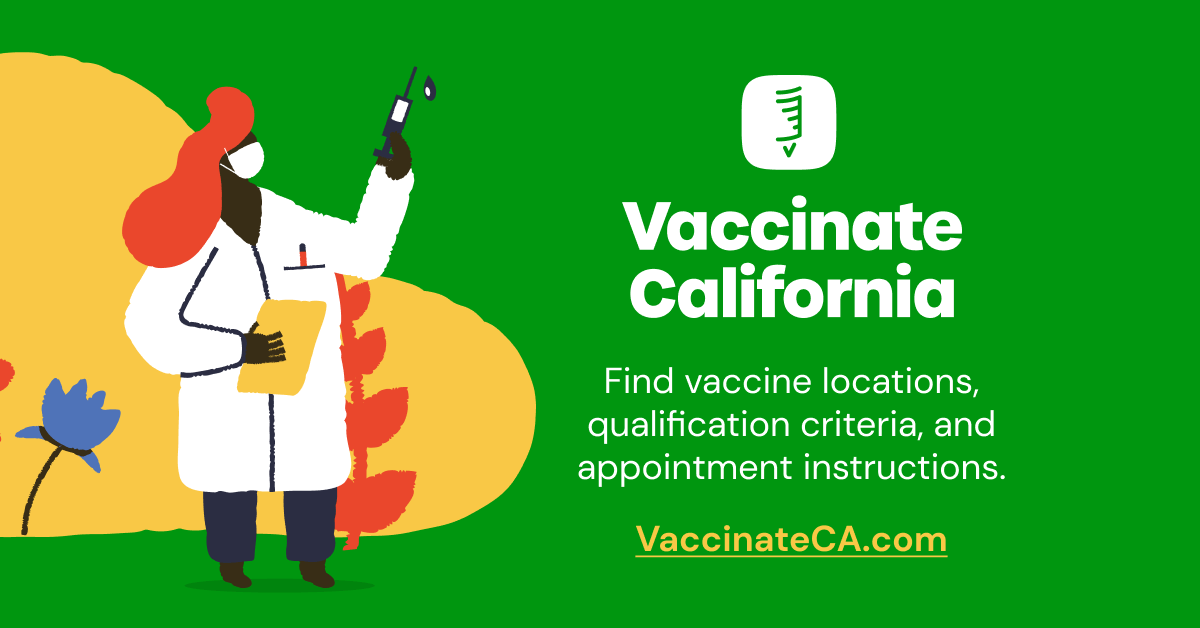 Vaccinate
California
Find vaccine locations,
qualification criteria, and
appointment instructions.
VaccinateCA.com